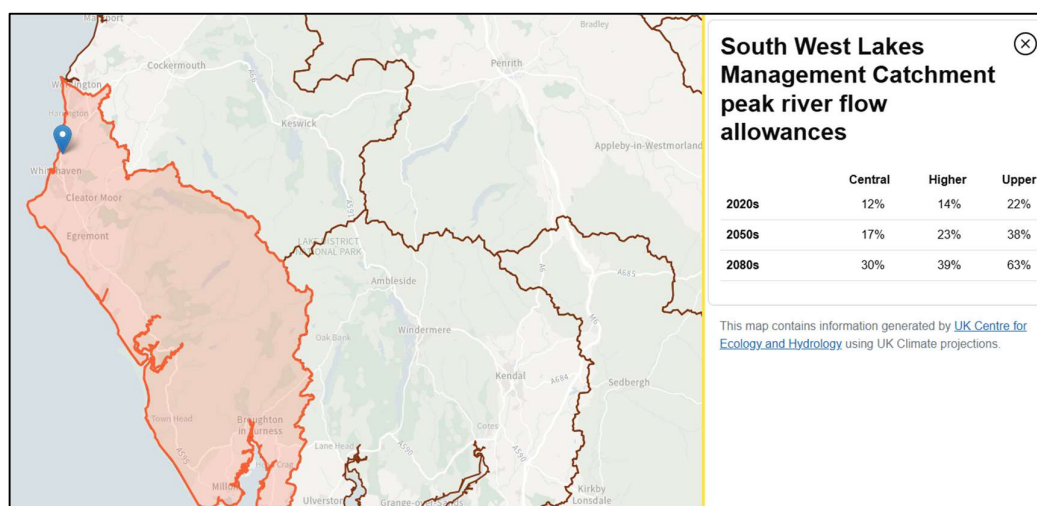 Bradley
Cockermouth
A66
Penrith
Workington
Harrington
Keswick
Whitehaven
Appleby-in-Westmorland
Cleator Moor
A591
Egremont
LAKE DISTRICT
NATIONAL PARK
A6
A685
Ambleside
M6
Oak Bank
Windermere
Kendal
A684
Sedbergh
Town Head
Broughton
in Furness
Cotes
Lane Head
A595
A590
A590
Millom
Kirkby
Ulverston
Grange-over-Sands
Lonsdale
South West Lakes
Management Catchment
peak river flow
allowances
Central Higher Upper
2020s 12% 14% 22%
2050s 17% 23% 38%
2080s 30% 39% 63%
This map contains information generated by UK Centre for
Ecology and Hydrology using UK Climate projections.